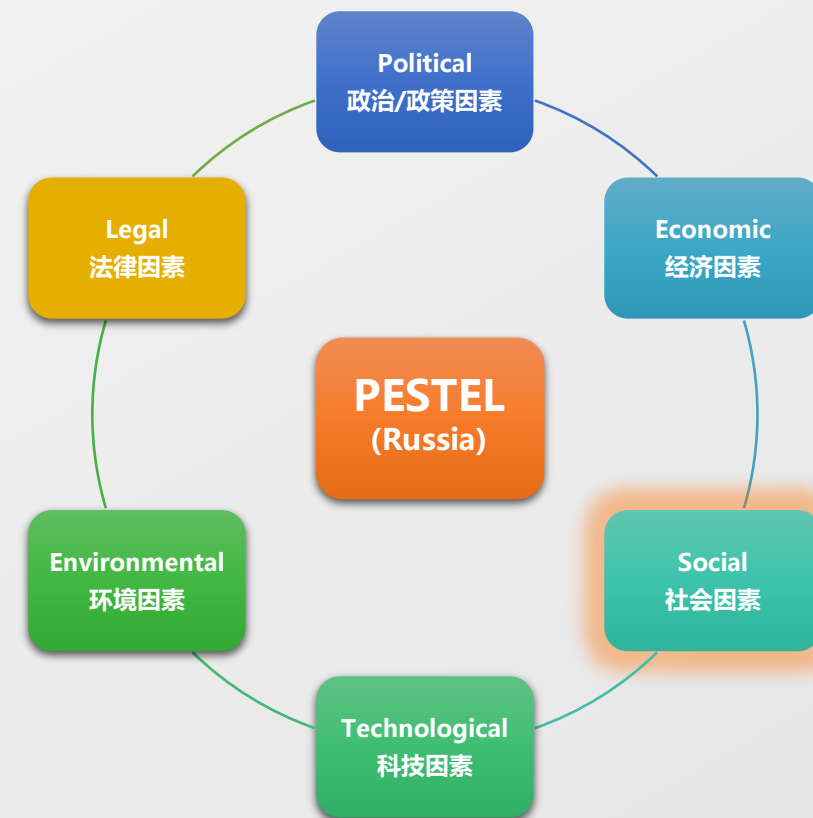 Political
政治/政策因素
Legal
法律因素
Economic
经济因素
PESTEL
(Russia)
Environmental
环境因素
Social
社会因素
Technological
科技因素